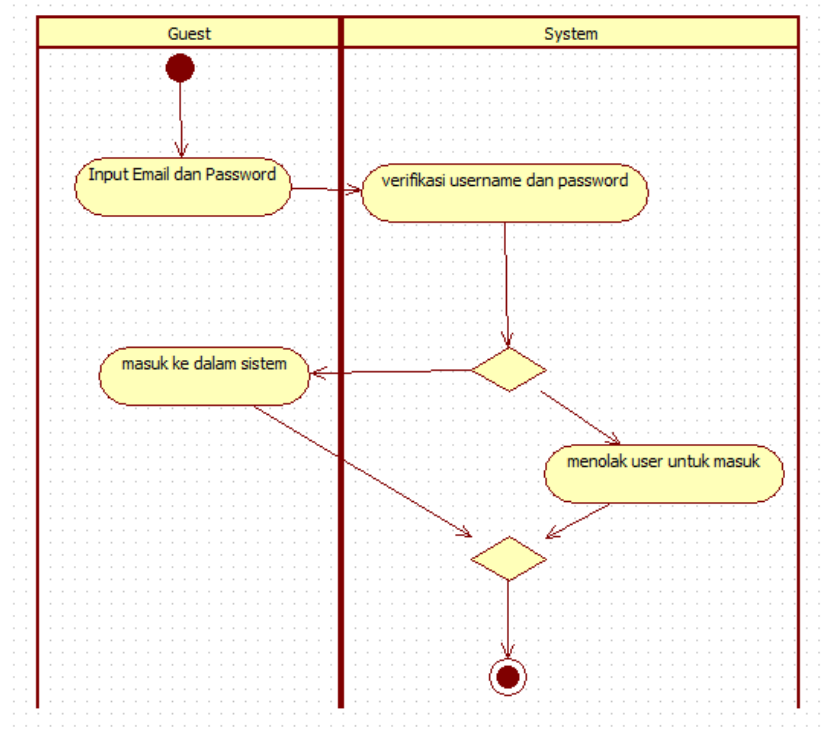 Guest
System
Input Email dan Password
verifikasi username dan password
masuk ke dalam sistem
menolak user untuk masuk